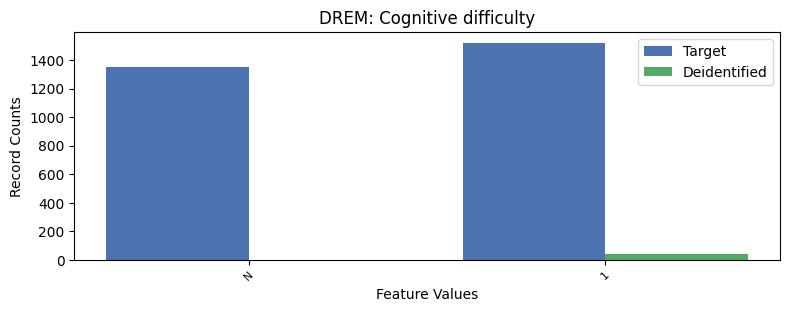 DREM: Cognitive difficulty
Target
Deidentified
Record Counts
1400
1200
1000
800
600
400
200
0
N
1
Feature Values